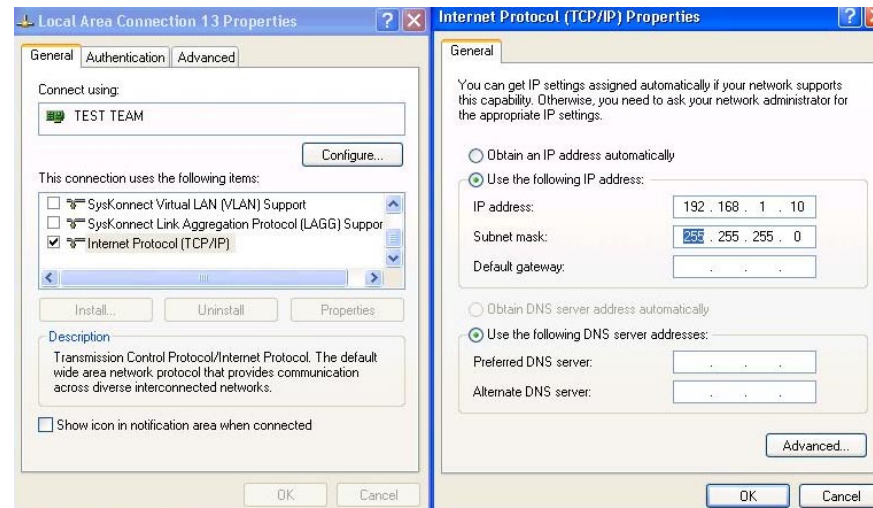 Local Area Connection 13 Properties
General
Authentication
Advanced
Connect using:
TEST TEAM
Configure...
This connection uses the following items:
SysKonnect Virtual LAN (VLAN) Support
SysKonnect Link Aggregation Protocol (LAGG) Suppor
Internet Protocol (TCP/IP)
Install...
Uninstall
Properties
Description
Transmission Control Protocol/Internet Protocol. The default
wide area network protocol that provides communication
across diverse interconnected networks.
Show icon in notification area when connected
OK
Cancel
Internet Protocol (TCP/IP) Properties
General
You can get IP settings assigned automatically if your network supports
this capability. Otherwise, you need to ask your network administrator for
the appropriate IP settings.
Obtain an IP address automatically
Use the following IP address:
IP address: 192 . 168 . 1 . 10
Subnet mask: 255 . 255 . 255 . 0
Default gateway: . . .
Obtain DNS server address automatically
Use the following DNS server addresses:
Preferred DNS server: . . .
Alternate DNS server: . . .
Advanced...
OK
Cancel